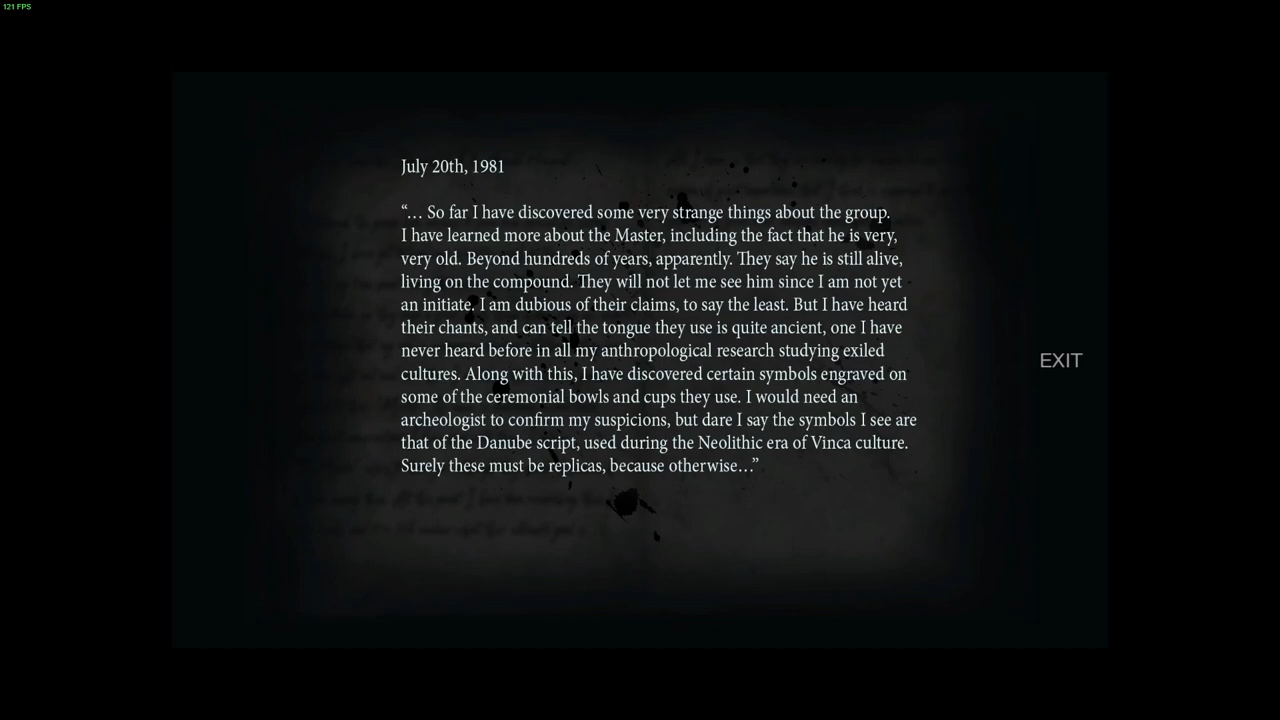 121 FPS
July 20th, 1981
“… So far I have discovered some very strange things about the group.
I have learned more about the Master, including the fact that he is very,
very old. Beyond hundreds of years, apparently. They say he is still alive,
living on the compound. They will not let me see him since I am not yet
an initiate. I am dubious of their claims, to say the least. But I have heard
their chants, and can tell the tongue they use is quite ancient, one I have
never heard before in all my anthropological research studying exiled
cultures. Along with this, I have discovered certain symbols engraved on
some of the ceremonial bowls and cups they use. I would need an
archeologist to confirm my suspicions, but dare I say the symbols I see are
that of the Danube script, used during the Neolithic era of Vinca culture.
Surely these must be replicas, because otherwise…”
EXIT